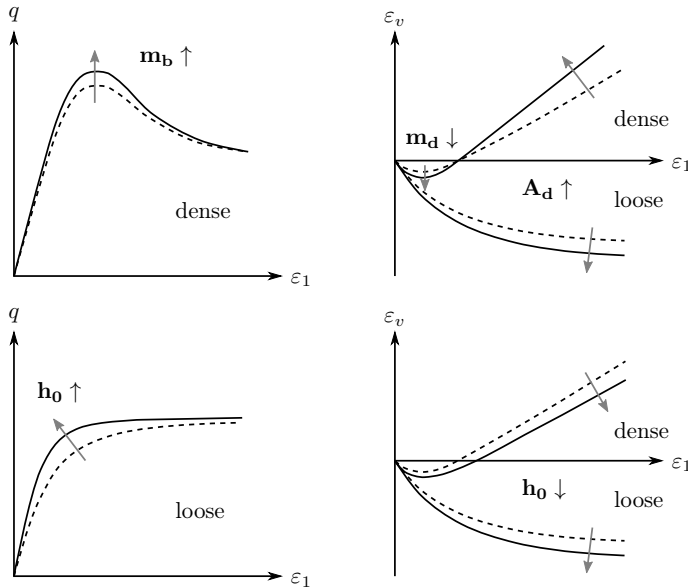 q
m_b ↑
dense
ε_1
ε_v
dense
m_d ↓
ε_1
A_d ↑
loose
q
h_0 ↑
loose
ε_1
ε_v
dense
ε_1
h_0 ↓
loose